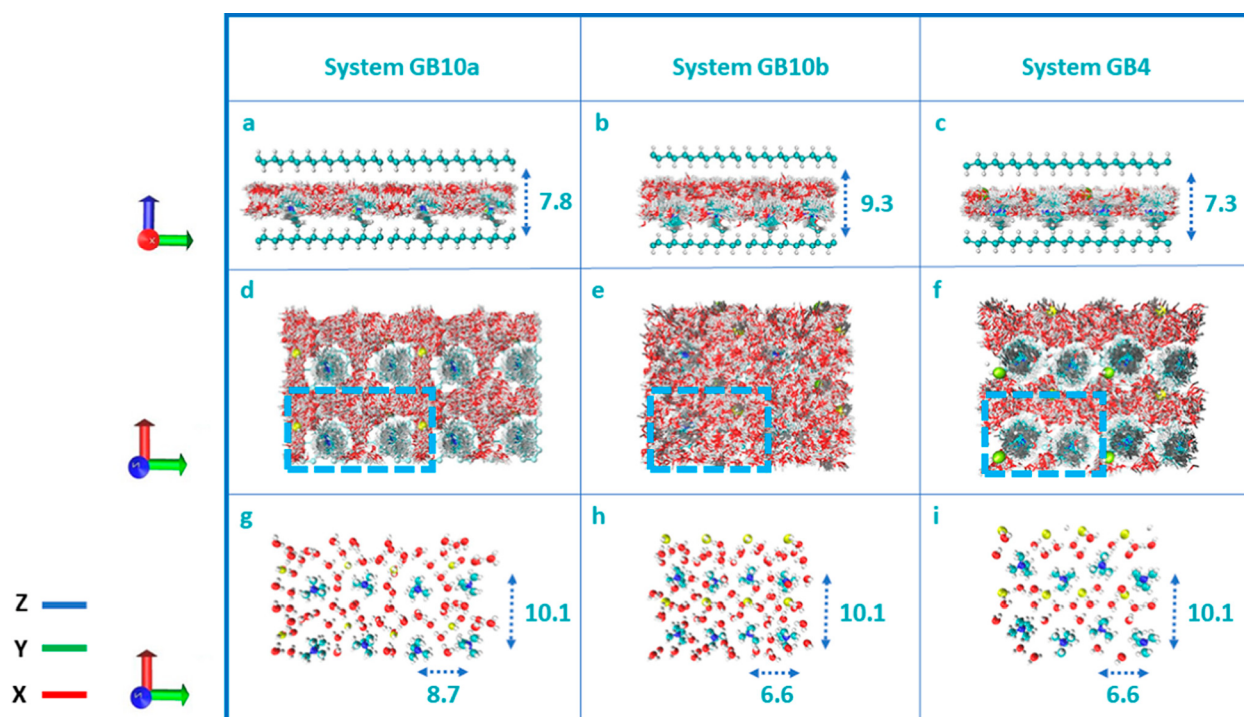 System GB10a
System GB10b
System GB4
a
b
c
7.8
9.3
7.3
X
d
e
f
g
h
i
10.1
10.1
10.1
8.7
6.6
6.6
Z
Y
X